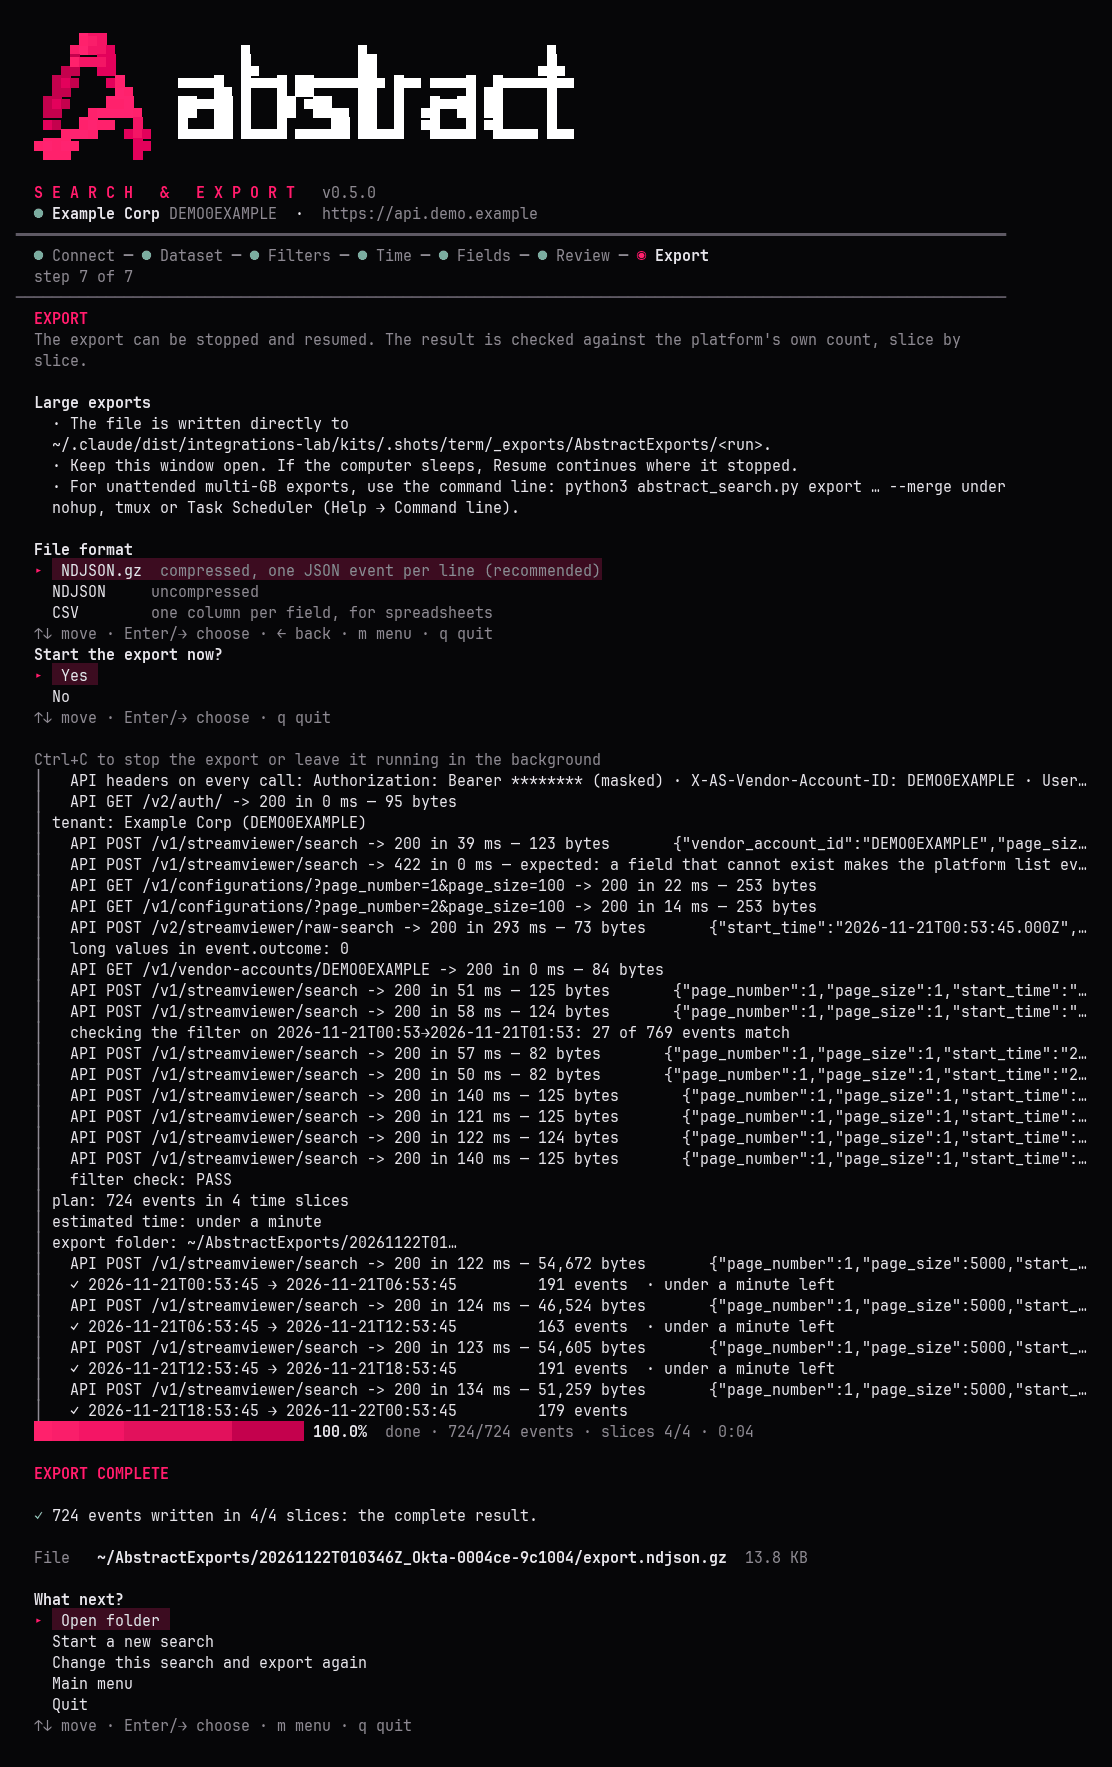 abstract
SEARCH & EXPORT v0.5.0
● Example Corp DEMO0EXAMPLE · https://api.demo.example
● Connect — ● Dataset — ● Filters — ● Time — ● Fields — ● Review — ◉ Export
step 7 of 7
EXPORT
The export can be stopped and resumed. The result is checked against the platform's own count, slice by
slice.
Large exports
· The file is written directly to
~/.claude/dist/integrations-lab/kits/.shots/term/_exports/AbstractExports/<run>.
· Keep this window open. If the computer sleeps, Resume continues where it stopped.
· For unattended multi-GB exports, use the command line: python3 abstract_search.py export … --merge under
nohup, tmux or Task Scheduler (Help → Command line).
File format
▸ NDJSON.gz compressed, one JSON event per line (recommended)
NDJSON uncompressed
CSV one column per field, for spreadsheets
↑↓ move · Enter/→ choose · ← back · m menu · q quit
Start the export now?
▸ Yes
No
↑↓ move · Enter/→ choose · q quit
Ctrl+C to stop the export or leave it running in the background
│ API headers on every call: Authorization: Bearer ******** (masked) · X-AS-Vendor-Account-ID: DEMO0EXAMPLE · User…
│ API GET /v2/auth/ -> 200 in 0 ms — 95 bytes
│ tenant: Example Corp (DEMO0EXAMPLE)
│ API POST /v1/streamviewer/search -> 200 in 39 ms — 123 bytes {"vendor_account_id":"DEMO0EXAMPLE","page_siz…
│ API POST /v1/streamviewer/search -> 422 in 0 ms — expected: a field that cannot exist makes the platform list ev…
│ API GET /v1/configurations/?page_number=1&page_size=100 -> 200 in 22 ms — 253 bytes
│ API GET /v1/configurations/?page_number=2&page_size=100 -> 200 in 14 ms — 253 bytes
│ API POST /v2/streamviewer/raw-search -> 200 in 293 ms — 73 bytes {"start_time":"2026-11-21T00:53:45.000Z",…
│ long values in event.outcome: 0
│ API GET /v1/vendor-accounts/DEMO0EXAMPLE -> 200 in 0 ms — 84 bytes
│ API POST /v1/streamviewer/search -> 200 in 51 ms — 125 bytes {"page_number":1,"page_size":1,"start_time":"…
│ API POST /v1/streamviewer/search -> 200 in 58 ms — 124 bytes {"page_number":1,"page_size":1,"start_time":"…
│ checking the filter on 2026-11-21T00:53→2026-11-21T01:53: 27 of 769 events match
│ API POST /v1/streamviewer/search -> 200 in 57 ms — 82 bytes {"page_number":1,"page_size":1,"start_time":"2…
│ API POST /v1/streamviewer/search -> 200 in 50 ms — 82 bytes {"page_number":1,"page_size":1,"start_time":"2…
│ API POST /v1/streamviewer/search -> 200 in 140 ms — 125 bytes {"page_number":1,"page_size":1,"start_time":…
│ API POST /v1/streamviewer/search -> 200 in 121 ms — 125 bytes {"page_number":1,"page_size":1,"start_time":…
│ API POST /v1/streamviewer/search -> 200 in 122 ms — 124 bytes {"page_number":1,"page_size":1,"start_time":…
│ API POST /v1/streamviewer/search -> 200 in 140 ms — 125 bytes {"page_number":1,"page_size":1,"start_time":…
│ filter check: PASS
│ plan: 724 events in 4 time slices
│ estimated time: under a minute
│ export folder: ~/AbstractExports/20261122T01…
│ API POST /v1/streamviewer/search -> 200 in 122 ms — 54,672 bytes {"page_number":1,"page_size":5000,"start_…
│ ✓ 2026-11-21T00:53:45 → 2026-11-21T06:53:45 191 events · under a minute left
│ API POST /v1/streamviewer/search -> 200 in 124 ms — 46,524 bytes {"page_number":1,"page_size":5000,"start_…
│ ✓ 2026-11-21T06:53:45 → 2026-11-21T12:53:45 163 events · under a minute left
│ API POST /v1/streamviewer/search -> 200 in 123 ms — 54,605 bytes {"page_number":1,"page_size":5000,"start_…
│ ✓ 2026-11-21T12:53:45 → 2026-11-21T18:53:45 191 events · under a minute left
│ API POST /v1/streamviewer/search -> 200 in 134 ms — 51,259 bytes {"page_number":1,"page_size":5000,"start_…
│ ✓ 2026-11-21T18:53:45 → 2026-11-22T00:53:45 179 events
100.0% done · 724/724 events · slices 4/4 · 0:04
EXPORT COMPLETE
✓ 724 events written in 4/4 slices: the complete result.
File ~/AbstractExports/20261122T010346Z_Okta-0004ce-9c1004/export.ndjson.gz 13.8 KB
What next?
▸ Open folder
Start a new search
Change this search and export again
Main menu
Quit
↑↓ move · Enter/→ choose · m menu · q quit